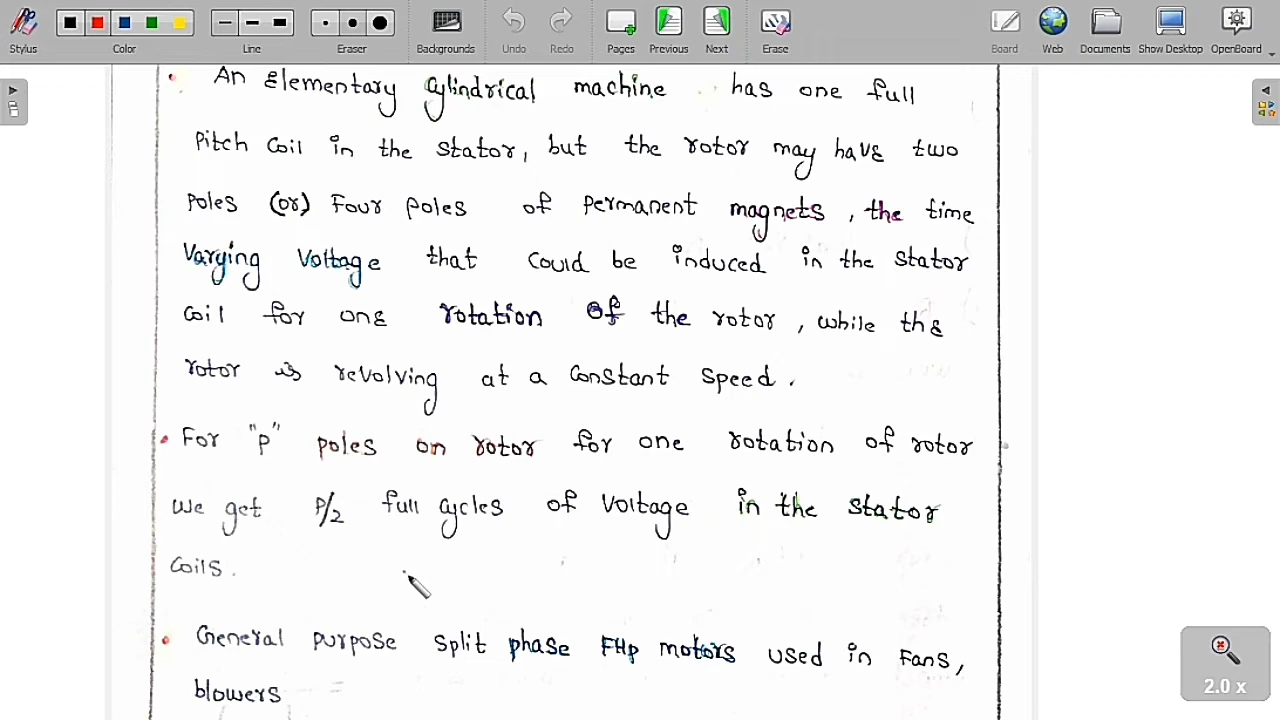 Stylus Color Line Eraser Backgrounds Undo Redo Pages Previous Next Erase Board Web Documents Show Desktop OpenBoard
An Elementary cylindrical machine has one full
Pitch coil in the stator, but the rotor may have two
Poles (or) Four poles of permanent magnets, the time
Varying Voltage that could be induced in the stator
coil for one rotation of the rotor, while the
rotor is revolving at a constant speed.
For "P" poles on rotor for one rotation of rotor
we get P/2 full cycles of voltage in the stator
coils.
General purpose split phase FHP motors used in Fans,
blowers
2.0 x